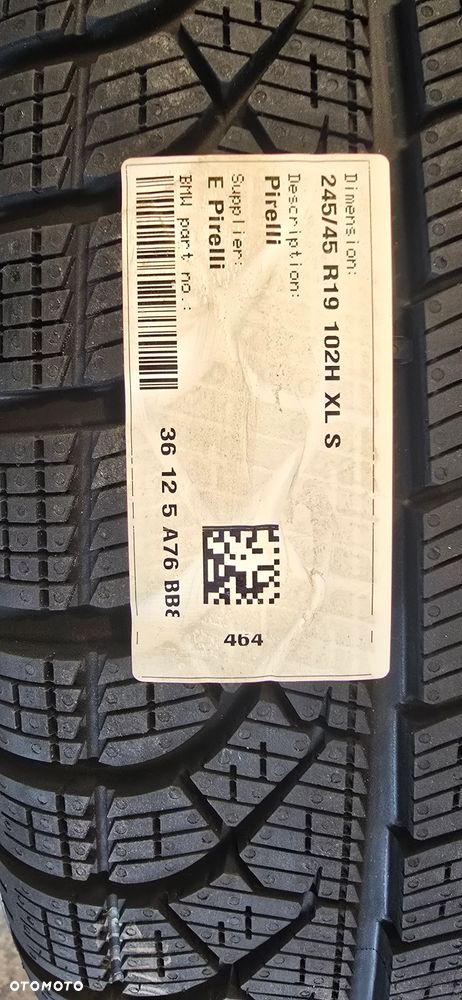 Dimension:
245/45 R19 102H XL S
Description:
Pirelli
Supplier:
E Pirelli
BMW part no.:
36 12 5 A76 BB8
464
OTOMOTO